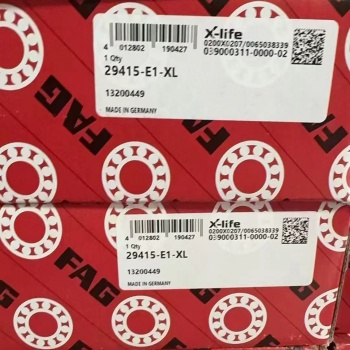 X-life
0200X0207/0065038339
039000311-0000-02
4 012802 190427
1 Qty
29415-E1-XL
13200449
MADE IN GERMANY
FAG
X-life
0200X0207/0065038339
039000311-0000-02
4 012802 190427
1 Qty
29415-E1-XL
13200449
MADE IN GERMANY
FAG